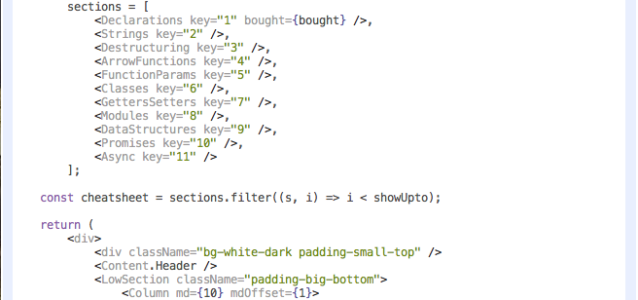 sections = [
<Declarations key="1" bought={bought} />,
<Strings key="2" />,
<Destructuring key="3" />,
<ArrowFunctions key="4" />,
<FunctionParams key="5" />,
<Classes key="6" />,
<GettersSetters key="7" />,
<Modules key="8" />,
<DataStructures key="9" />,
<Promises key="10" />,
<Async key="11" />
];
const cheatsheet = sections.filter((s, i) => i < showUpto);
return (
<div>
<div className="bg-white-dark padding-small-top" />
<Content.Header />
<LowSection className="padding-big-bottom">
<Column md={10} mdOffset={1}>